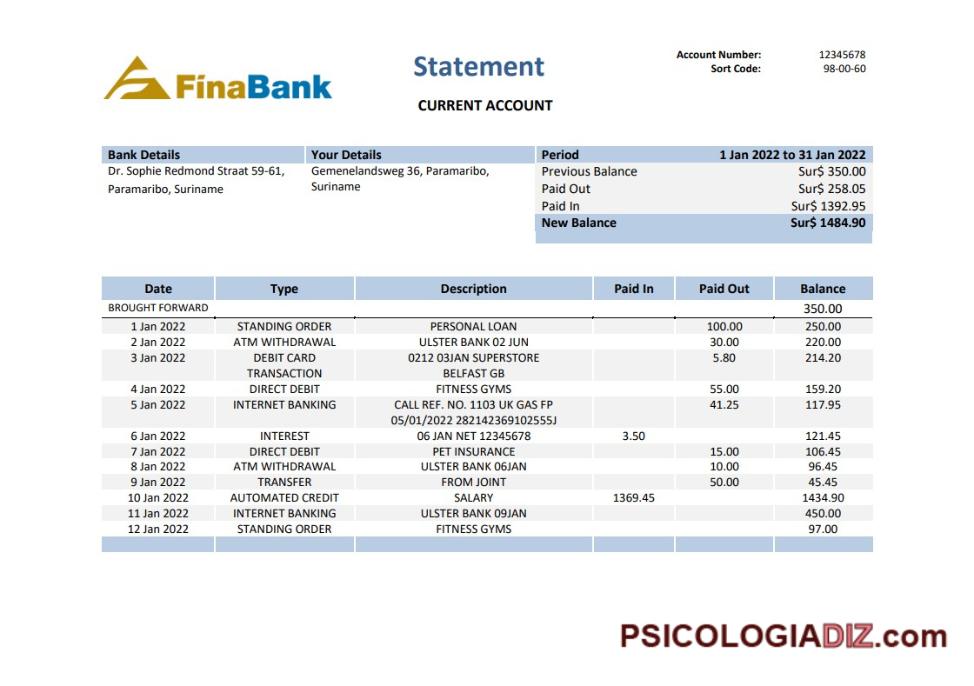 FinaBank
Statement
CURRENT ACCOUNT
Account Number: 12345678
Sort Code: 98-00-60
Bank Details Your Details Period 1 Jan 2022 to 31 Jan 2022
Dr. Sophie Redmond Straat 59-61, Gemenelandsweg 36, Paramaribo, Previous Balance Sur$ 350.00
Paramaribo, Suriname Suriname Paid Out Sur$ 258.05
Paid In Sur$ 1392.95
New Balance Sur$ 1484.90
Date Type Description Paid In Paid Out Balance
BROUGHT FORWARD 350.00
1 Jan 2022 STANDING ORDER PERSONAL LOAN 100.00 250.00
2 Jan 2022 ATM WITHDRAWAL ULSTER BANK 02 JUN 30.00 220.00
3 Jan 2022 DEBIT CARD 0212 03JAN SUPERSTORE 5.80 214.20
TRANSACTION BELFAST GB
4 Jan 2022 DIRECT DEBIT FITNESS GYMS 55.00 159.20
5 Jan 2022 INTERNET BANKING CALL REF. NO. 1103 UK GAS FP 41.25 117.95
05/01/2022 282142369102555J
6 Jan 2022 INTEREST 06 JAN NET 12345678 3.50 121.45
7 Jan 2022 DIRECT DEBIT PET INSURANCE 15.00 106.45
8 Jan 2022 ATM WITHDRAWAL ULSTER BANK 06JAN 10.00 96.45
9 Jan 2022 TRANSFER FROM JOINT 50.00 45.45
10 Jan 2022 AUTOMATED CREDIT SALARY 1369.45 1434.90
11 Jan 2022 INTERNET BANKING ULSTER BANK 09JAN 450.00
12 Jan 2022 STANDING ORDER FITNESS GYMS 97.00
PSICOLOGIADIZ.com